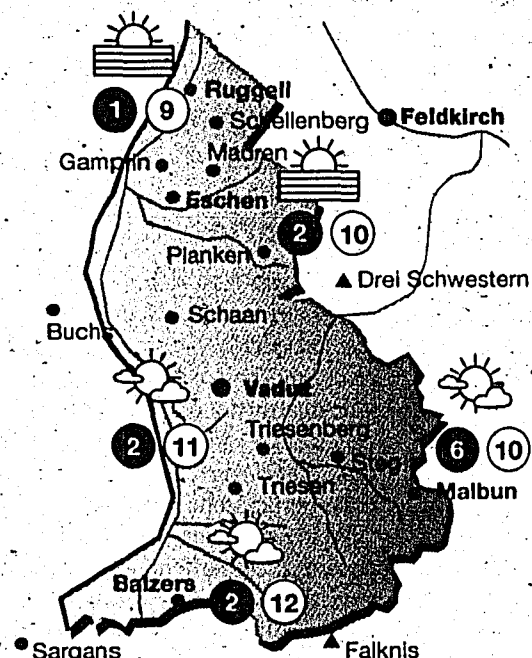 Ruggell
1 9
Schellenberg
Feldkirch
Gamprin
Mauren
Eschen
2 10
Planken
Drei Schwestern
Schaan
Buchs
Vaduz
2 11
Triesenberg
Steg
6 10
Triesen
Malbun
Balzers
2 12
Sargans
Falknis